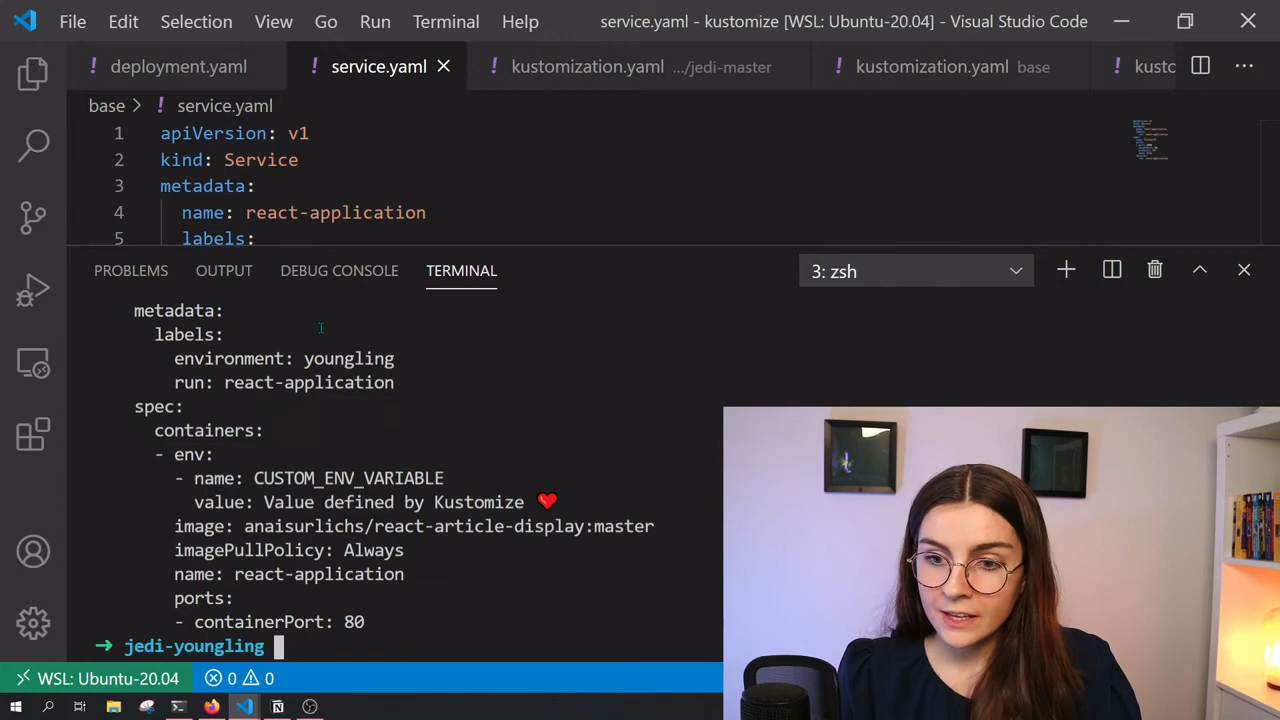 File Edit Selection View Go Run Terminal Help service.yaml - kustomize [WSL: Ubuntu-20.04] - Visual Studio Code
! deployment.yaml ! service.yaml ! kustomization.yaml .../jedi-master ! kustomization.yaml base ! kusto
base > ! service.yaml
1 apiVersion: v1
2 kind: Service
3 metadata:
4 name: react-application
5 labels:
PROBLEMS OUTPUT DEBUG CONSOLE TERMINAL 3: zsh
metadata:
labels:
environment: youngling
run: react-application
spec:
containers:
- env:
- name: CUSTOM_ENV_VARIABLE
value: Value defined by Kustomize ❤️
image: anaisurlichs/react-article-display:master
imagePullPolicy: Always
name: react-application
ports:
- containerPort: 80
➜ jedi-youngling
WSL: Ubuntu-20.04 0 0